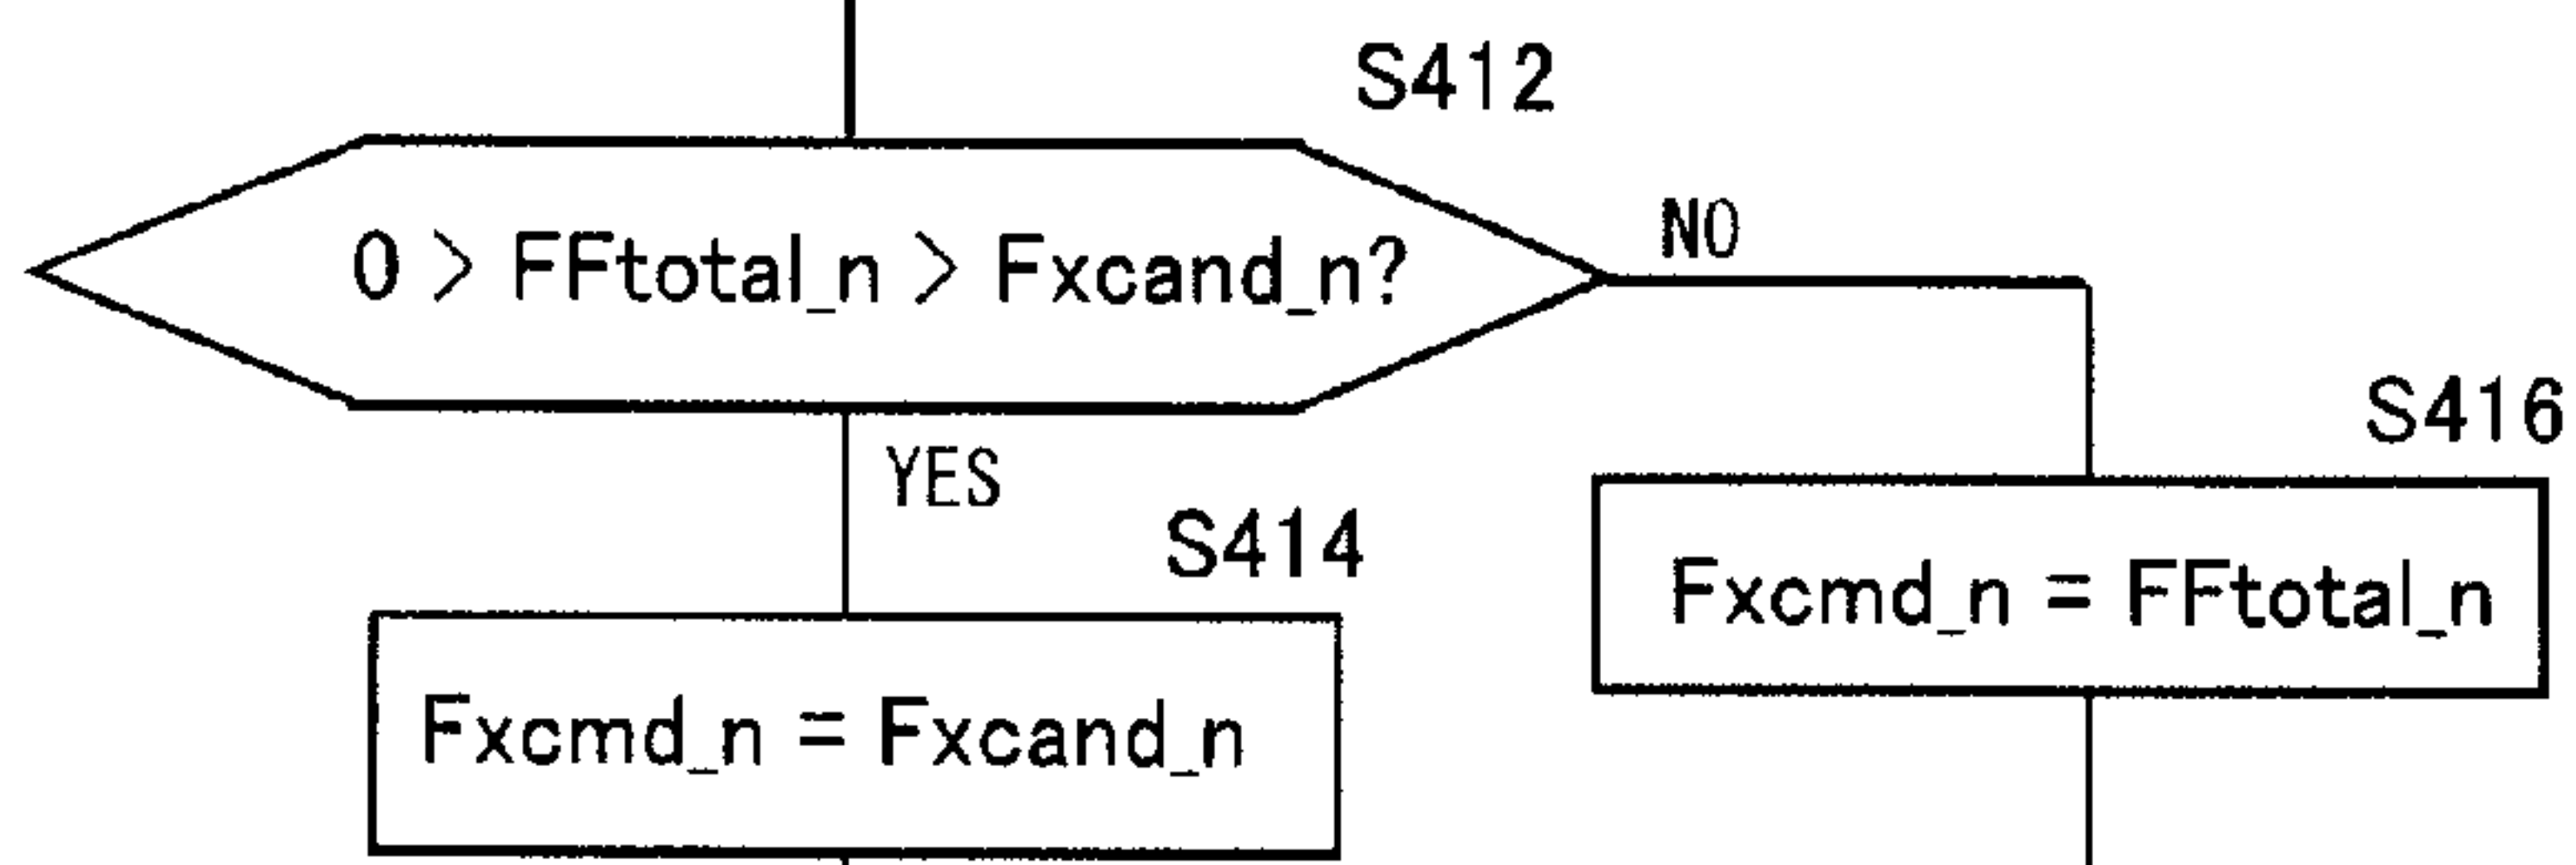 S412
0 > FFtotal_n > Fxcand_n?
NO
YES
S416
S414
Fxcmd_n = FFtotal_n
Fxcmd_n = Fxcand_n